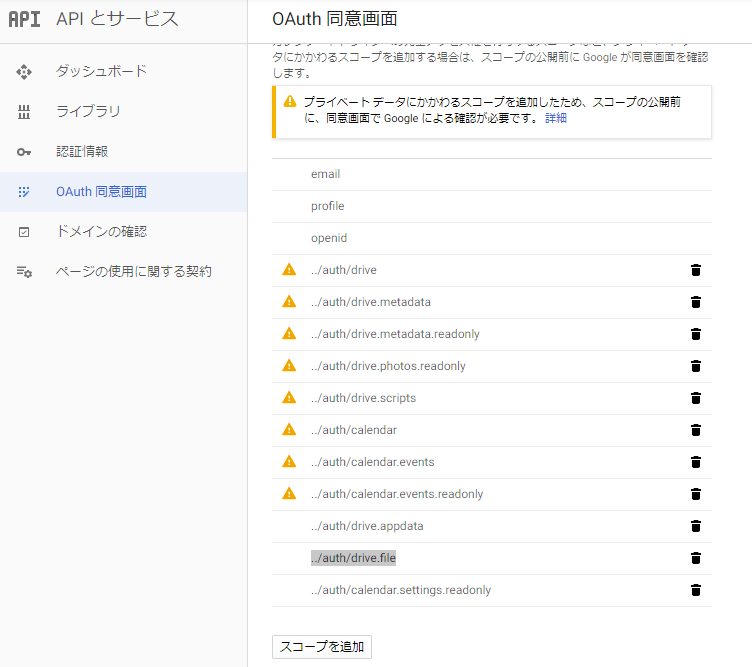 API API とサービス
OAuth 同意画面
タにかかわるスコープを追加する場合は、スコープの公開前に Google が同意画面を確認
します。
プライベート データにかかわるスコープを追加したため、スコープの公開前
に、同意画面で Google による確認が必要です。 詳細
ダッシュボード
ライブラリ
認証情報
OAuth 同意画面
ドメインの確認
ページの使用に関する契約
email
profile
openid
../auth/drive
../auth/drive.metadata
../auth/drive.metadata.readonly
../auth/drive.photos.readonly
../auth/drive.scripts
../auth/calendar
../auth/calendar.events
../auth/calendar.events.readonly
../auth/drive.appdata
../auth/drive.file
../auth/calendar.settings.readonly
スコープを追加